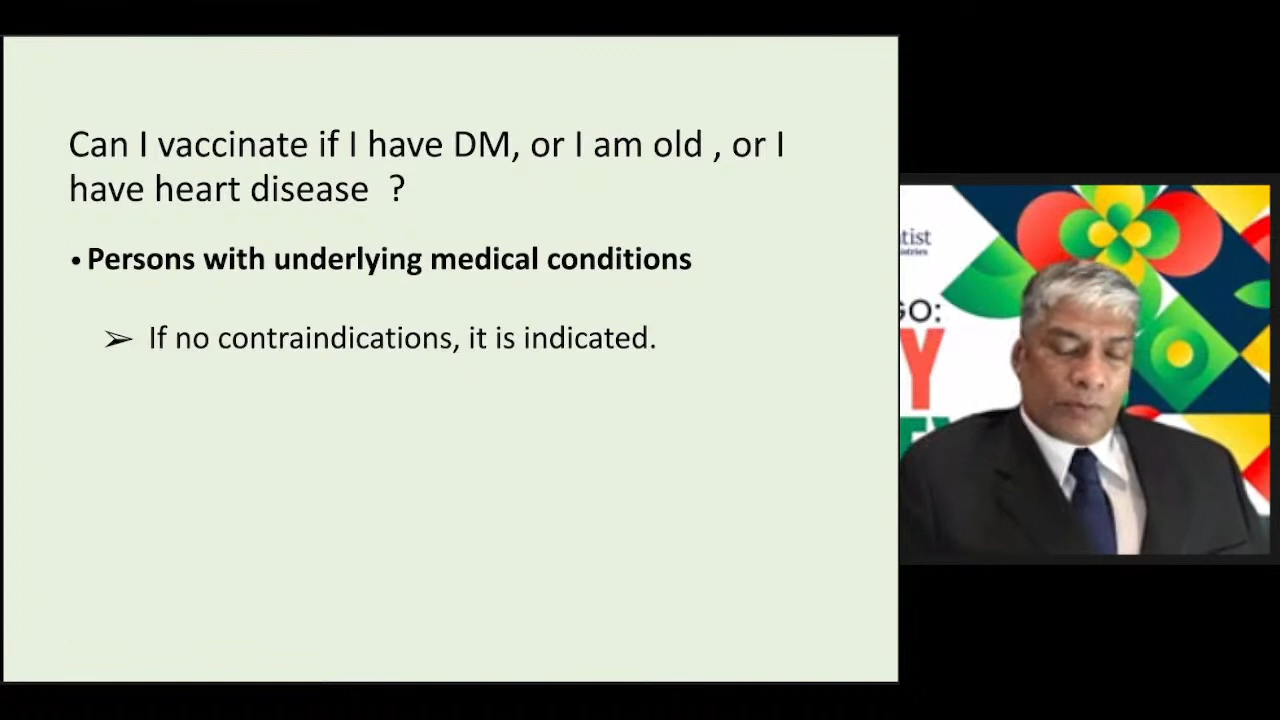 Can I vaccinate if I have DM, or I am old , or I
have heart disease ?
• Persons with underlying medical conditions
➢ If no contraindications, it is indicated.